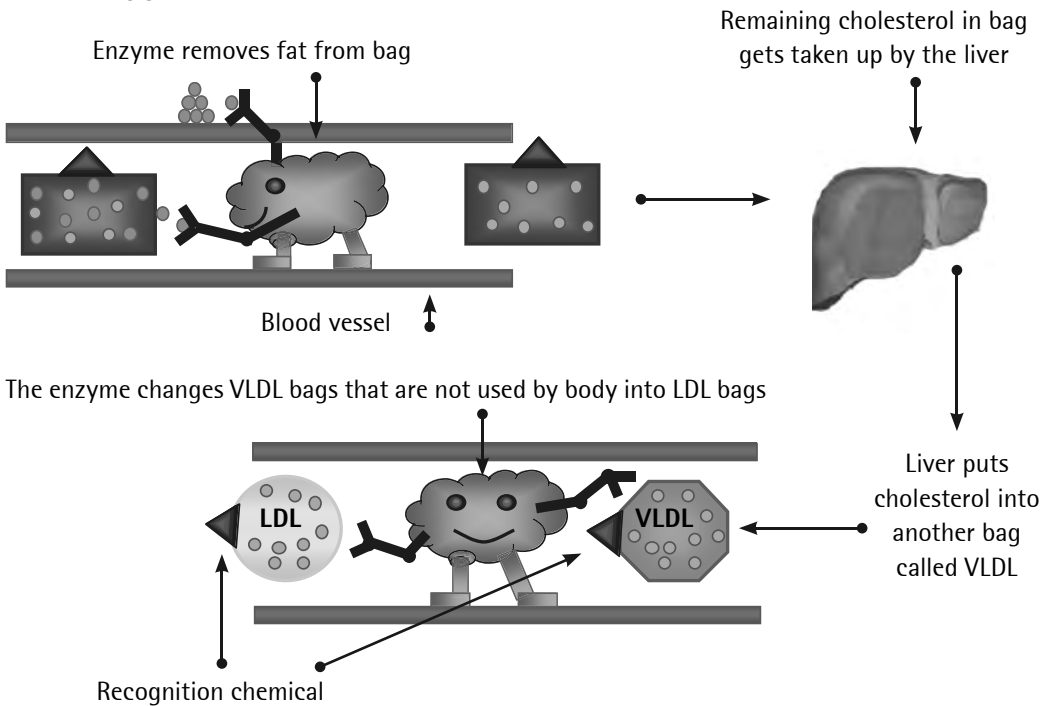 Remaining cholesterol in bag
gets taken up by the liver
Enzyme removes fat from bag
Blood vessel
The enzyme changes VLDL bags that are not used by body into LDL bags
LDL
VLDL
Liver puts
cholesterol into
another bag
called VLDL
Recognition chemical